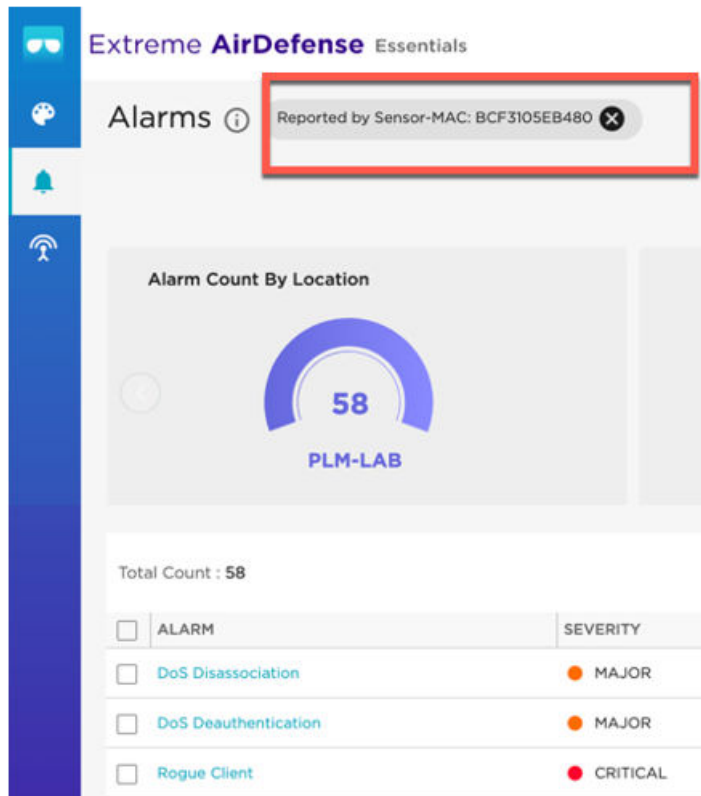 Extreme AirDefense Essentials
Alarms
Reported by Sensor-MAC: BCF3105EB480
Alarm Count By Location
58
PLM-LAB
Total Count : 58
ALARM SEVERITY
DoS Disassociation MAJOR
DoS Deauthentication MAJOR
Rogue Client CRITICAL